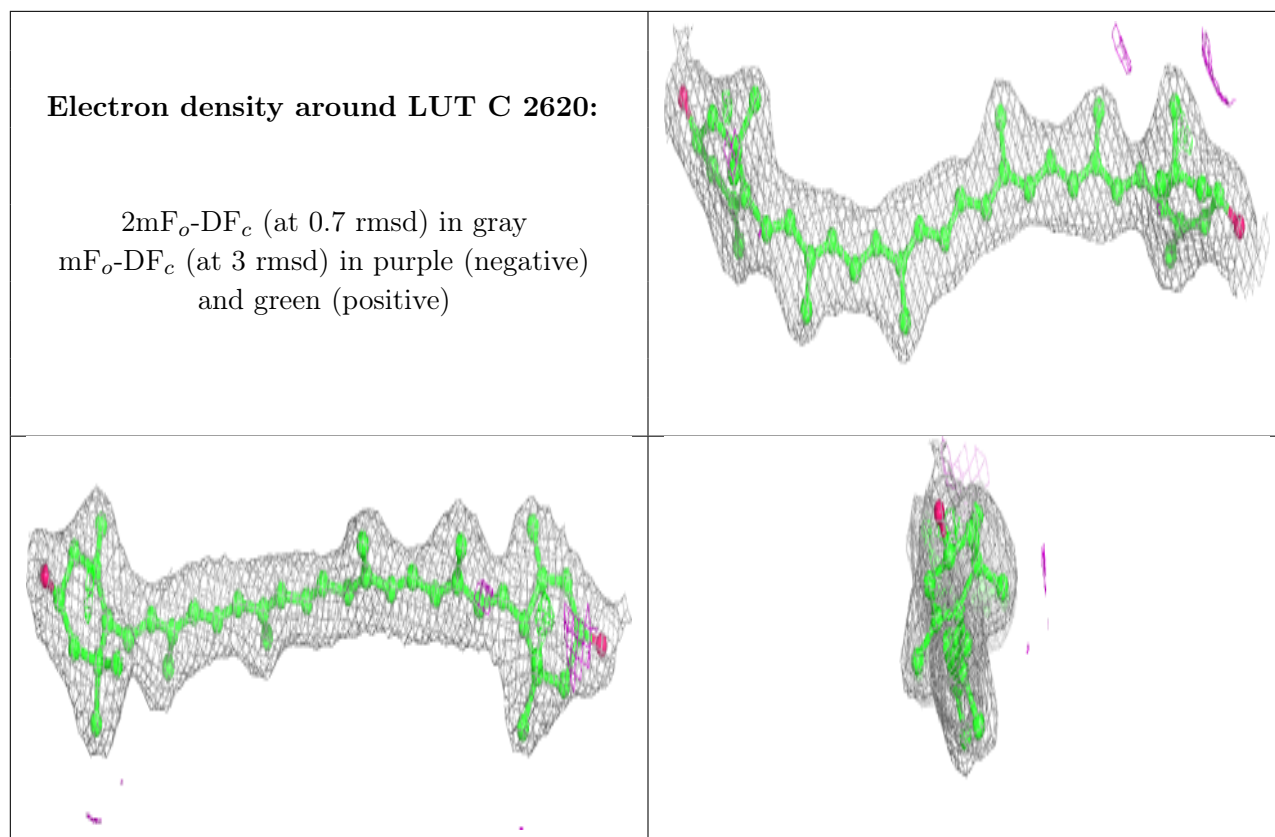 Electron density around LUT C 2620:
2mFo-DFc (at 0.7 rmsd) in gray
mFo-DFc (at 3 rmsd) in purple (negative)
and green (positive)